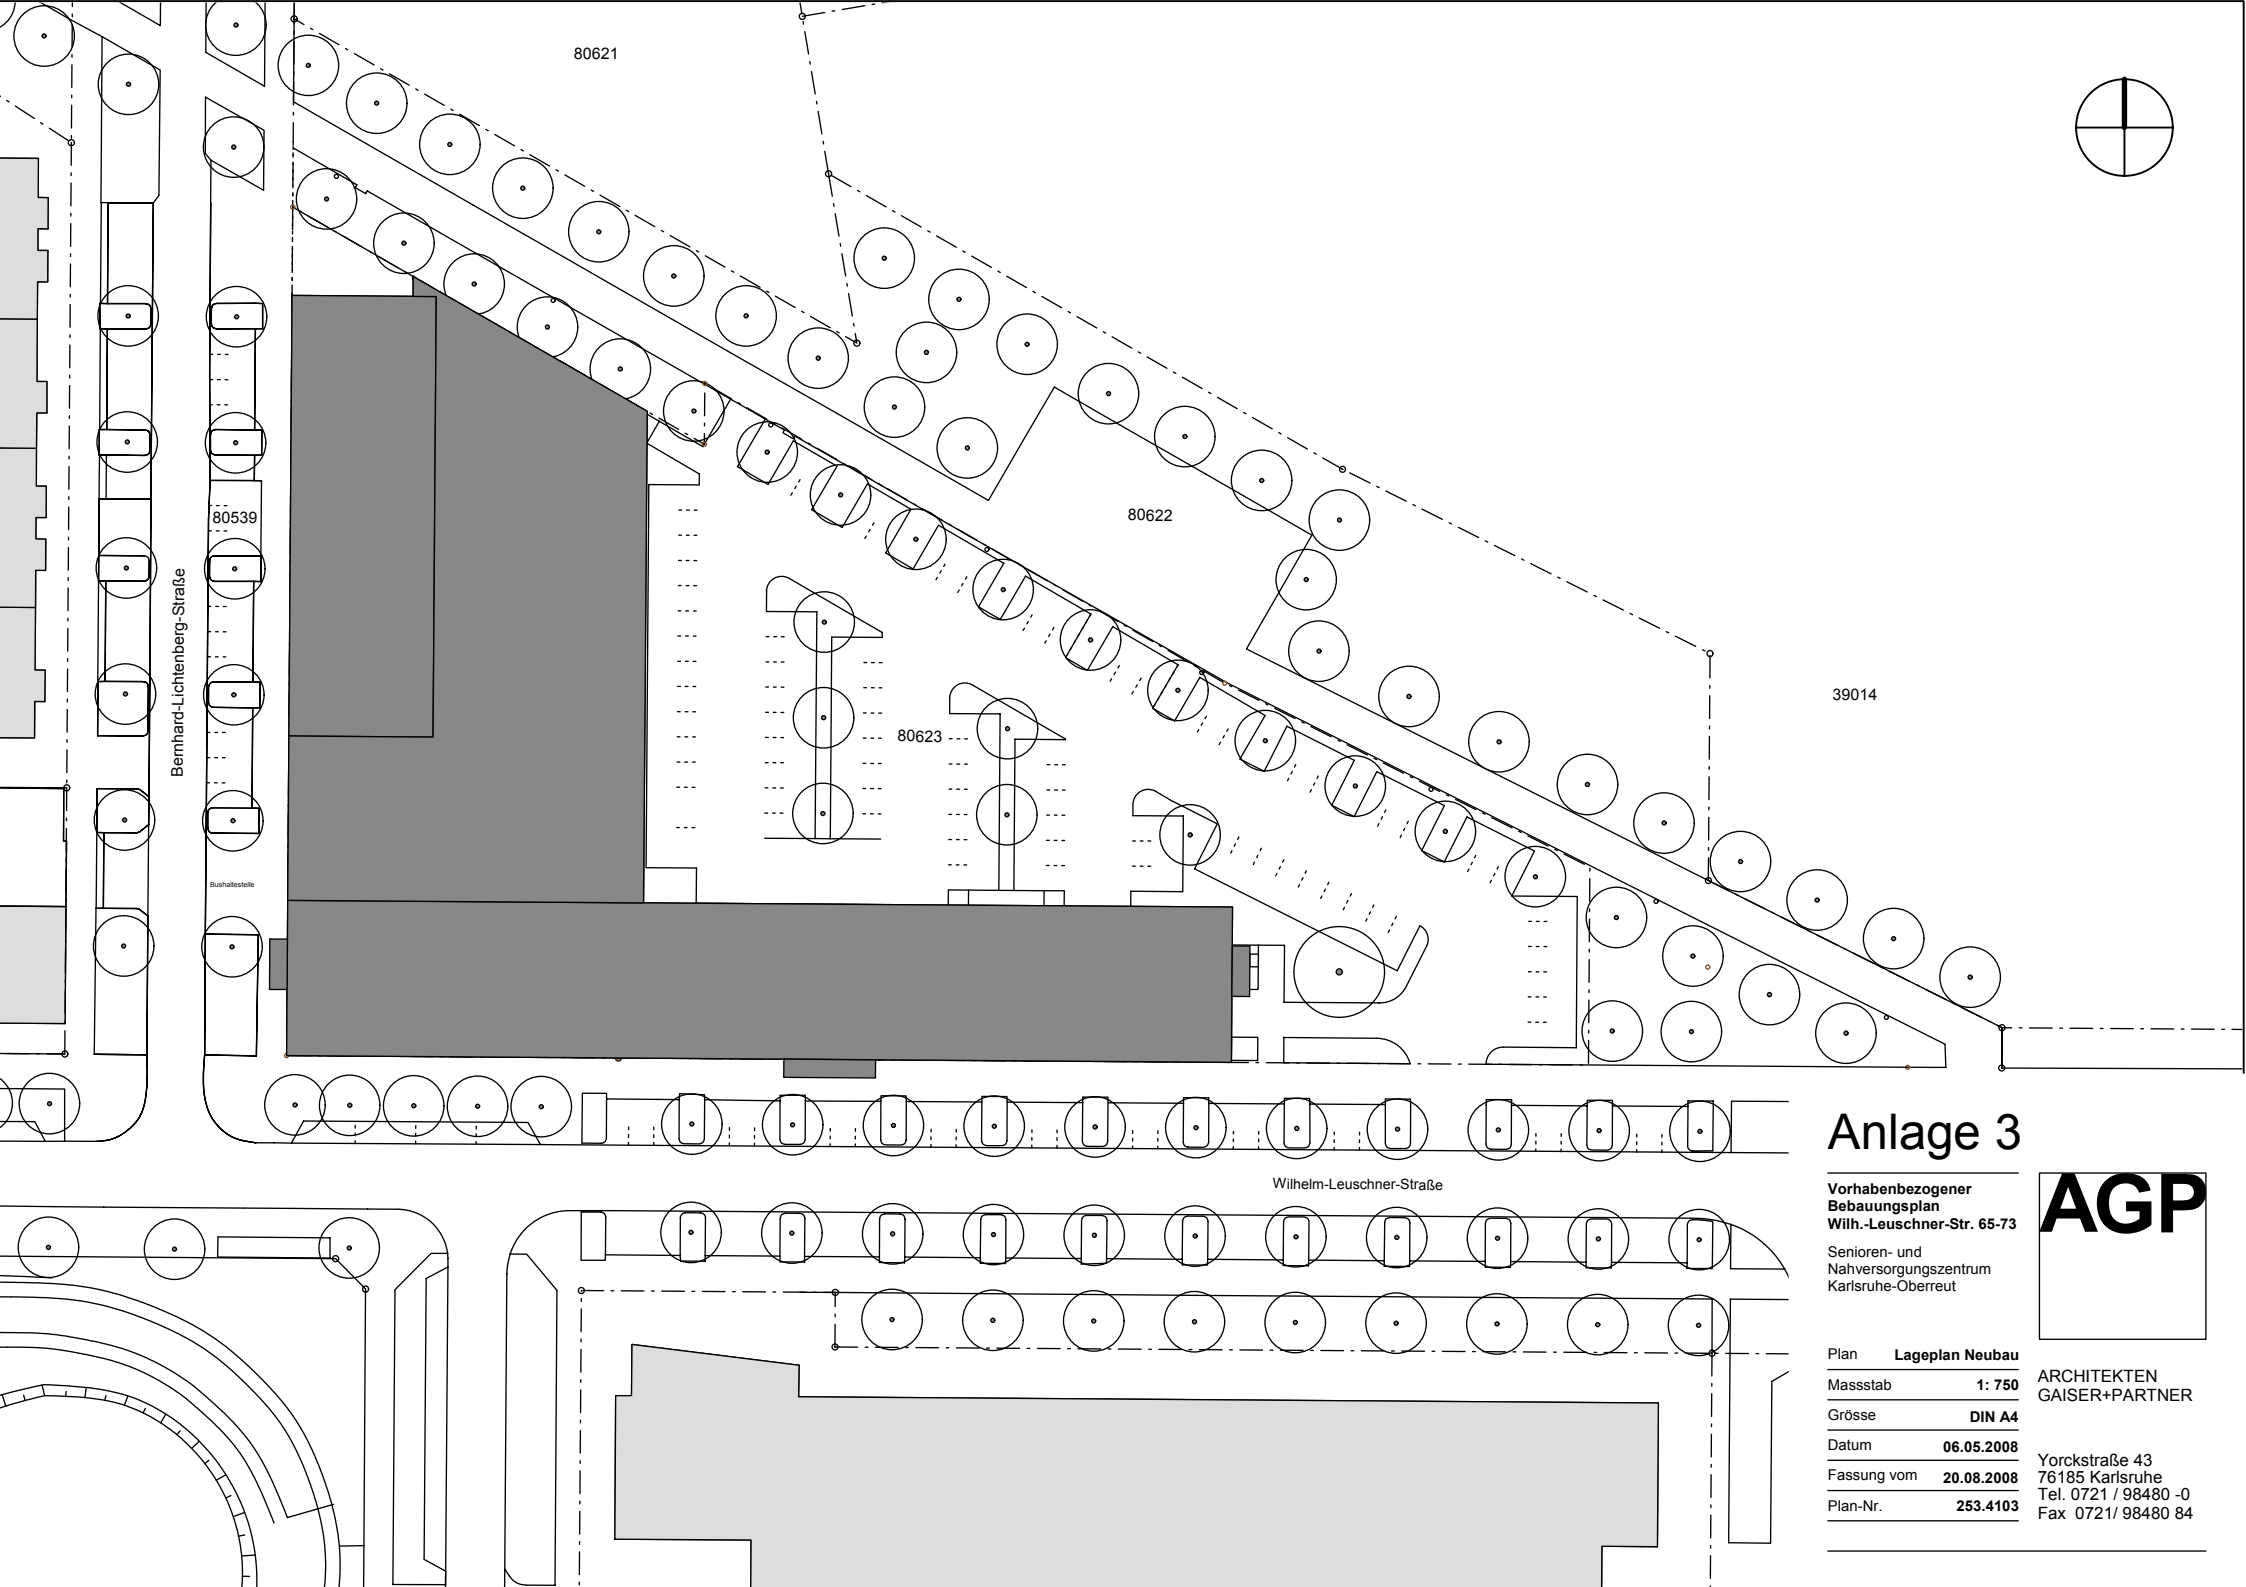 80621
80539
80622
Bernhard-Lichtenberg-Straße
39014
80623
Bushaltestelle
Wilhelm-Leuschner-Straße
Anlage 3
Vorhabenbezogener
Bebauungsplan
Wilh.-Leuschner-Str. 65-73
Senioren- und
Nahversorgungszentrum
Karlsruhe-Oberreut
AGP
Plan Lageplan Neubau
Massstab 1: 750
Grösse DIN A4
Datum 06.05.2008
Fassung vom 20.08.2008
Plan-Nr. 253.4103
ARCHITEKTEN
GAISER+PARTNER
Yorckstraße 43
76185 Karlsruhe
Tel. 0721 / 98480 -0
Fax 0721/ 98480 84